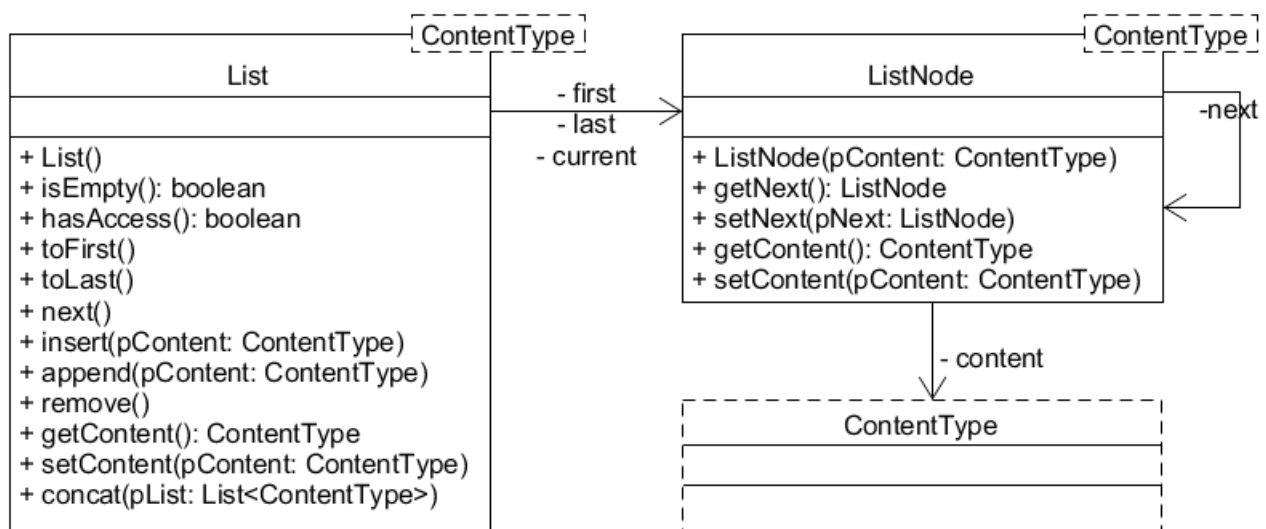 ContentType
List
+ List()
+ isEmpty(): boolean
+ hasAccess(): boolean
+ toFirst()
+ toLast()
+ next()
+ insert(pContent: ContentType)
+ append(pContent: ContentType)
+ remove()
+ getContent(): ContentType
+ setContent(pContent: ContentType)
+ concat(pList: List<ContentType>)
- first
- last
- current
ContentType
ListNode
+ ListNode(pContent: ContentType)
+ getNext(): ListNode
+ setNext(pNext: ListNode)
+ getContent(): ContentType
+ setContent(pContent: ContentType)
-next
- content
ContentType